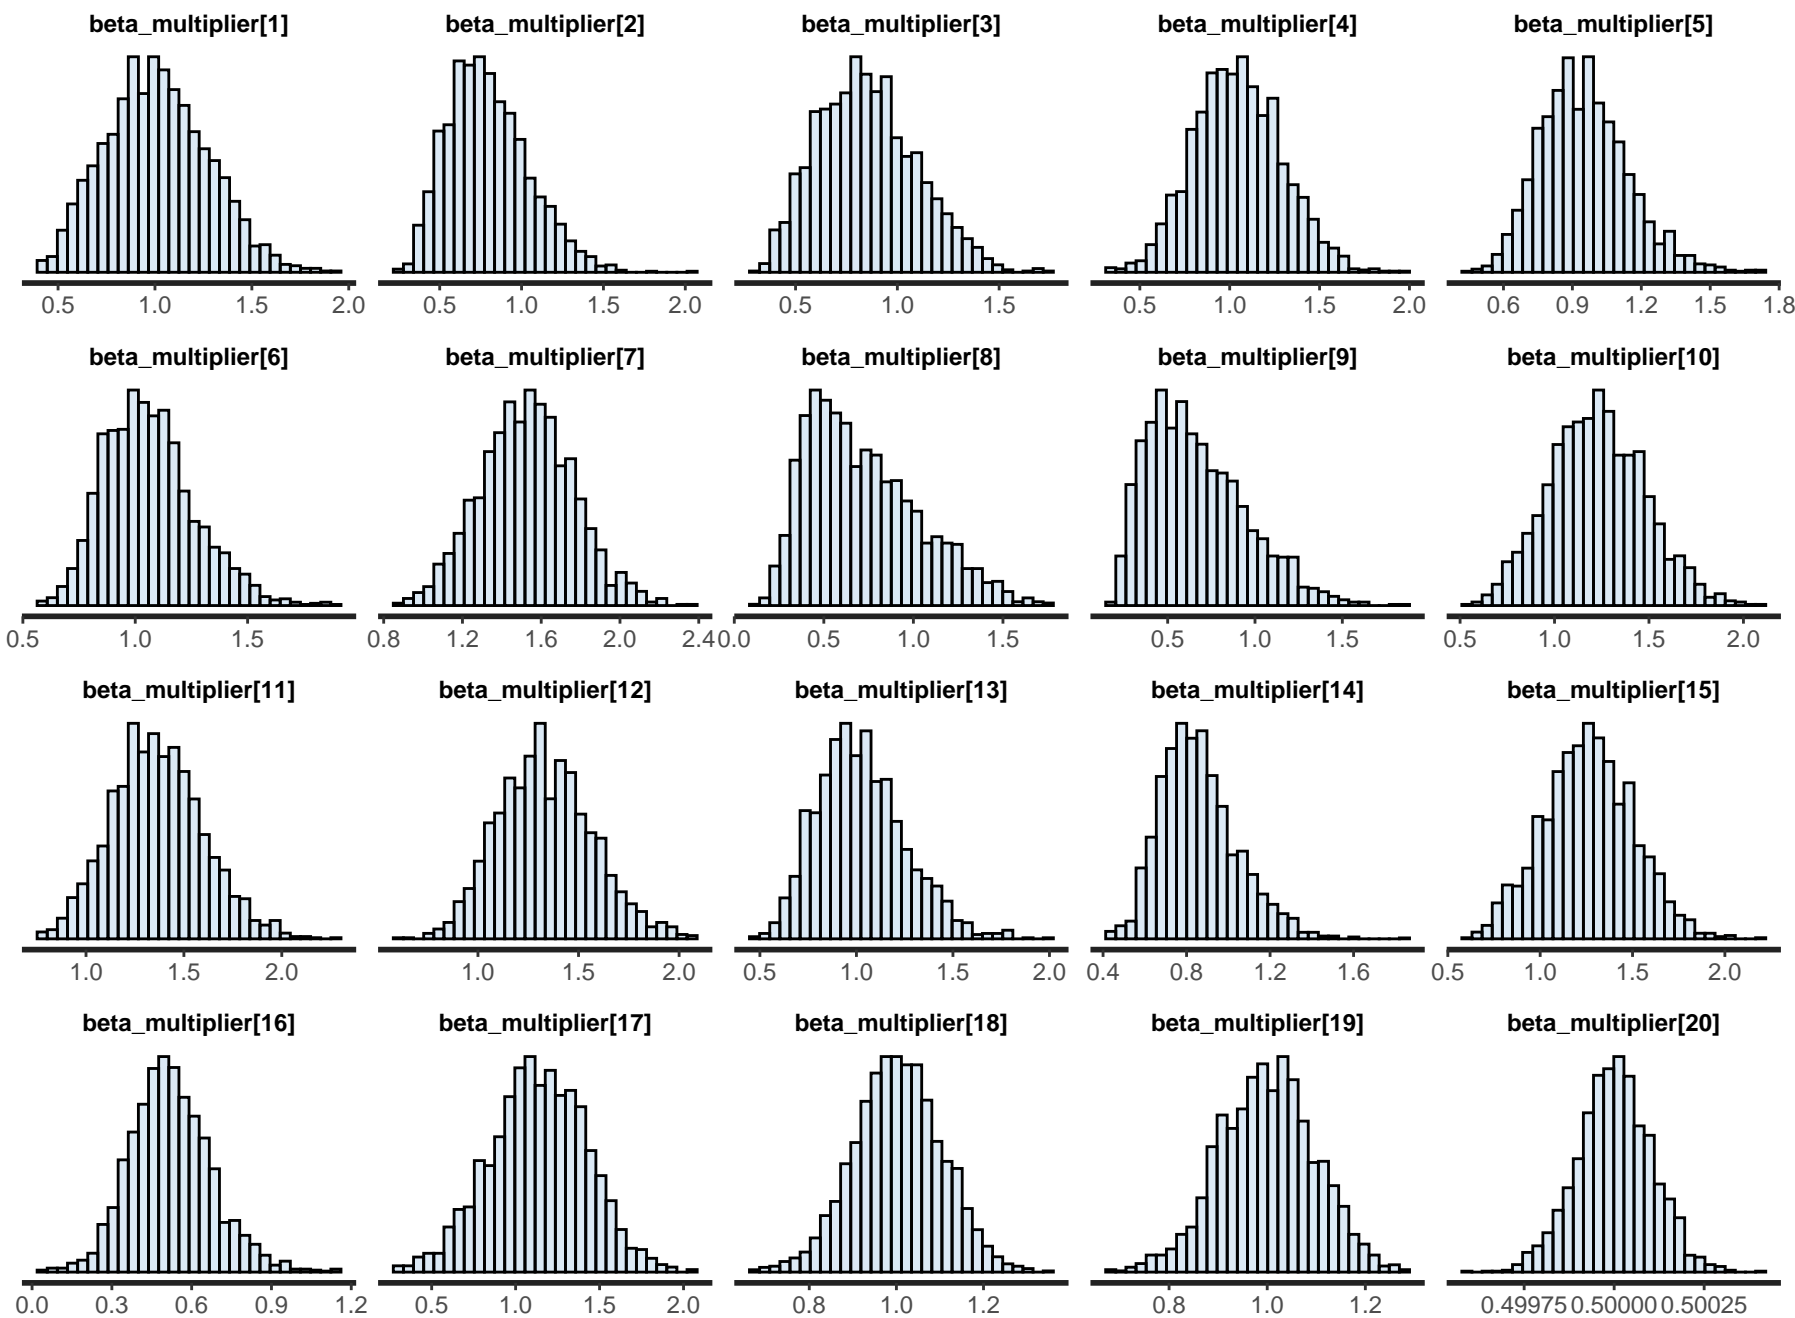 beta_multiplier[1] beta_multiplier[2] beta_multiplier[3] beta_multiplier[4] beta_multiplier[5]
0.5 1.0 1.5 2.0 0.5 1.0 1.5 2.0 0.5 1.0 1.5 0.5 1.0 1.5 2.0 0.6 0.9 1.2 1.5 1.8
beta_multiplier[6] beta_multiplier[7] beta_multiplier[8] beta_multiplier[9] beta_multiplier[10]
0.5 1.0 1.5 0.8 1.2 1.6 2.0 2.4 0.0 0.5 1.0 1.5 0.5 1.0 1.5 0.5 1.0 1.5 2.0
beta_multiplier[11] beta_multiplier[12] beta_multiplier[13] beta_multiplier[14] beta_multiplier[15]
1.0 1.5 2.0 1.0 1.5 2.0 0.5 1.0 1.5 2.0 0.4 0.8 1.2 1.6 0.5 1.0 1.5 2.0
beta_multiplier[16] beta_multiplier[17] beta_multiplier[18] beta_multiplier[19] beta_multiplier[20]
0.0 0.3 0.6 0.9 1.2 0.5 1.0 1.5 2.0 0.8 1.0 1.2 0.8 1.0 1.2 0.49975 0.50000 0.50025